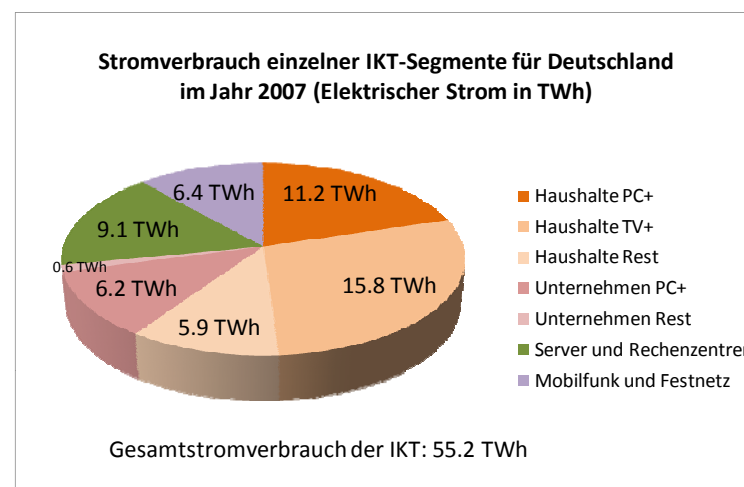 Stromverbrauch einzelner IKT-Segmente für Deutschland
im Jahr 2007 (Elektrischer Strom in TWh)
6.4 TWh
11.2 TWh
9.1 TWh
0.6 TWh
6.2 TWh
15.8 TWh
5.9 TWh
Haushalte PC+
Haushalte TV+
Haushalte Rest
Unternehmen PC+
Unternehmen Rest
Server und Rechenzentren
Mobilfunk und Festnetz
Gesamtstromverbrauch der IKT: 55.2 TWh